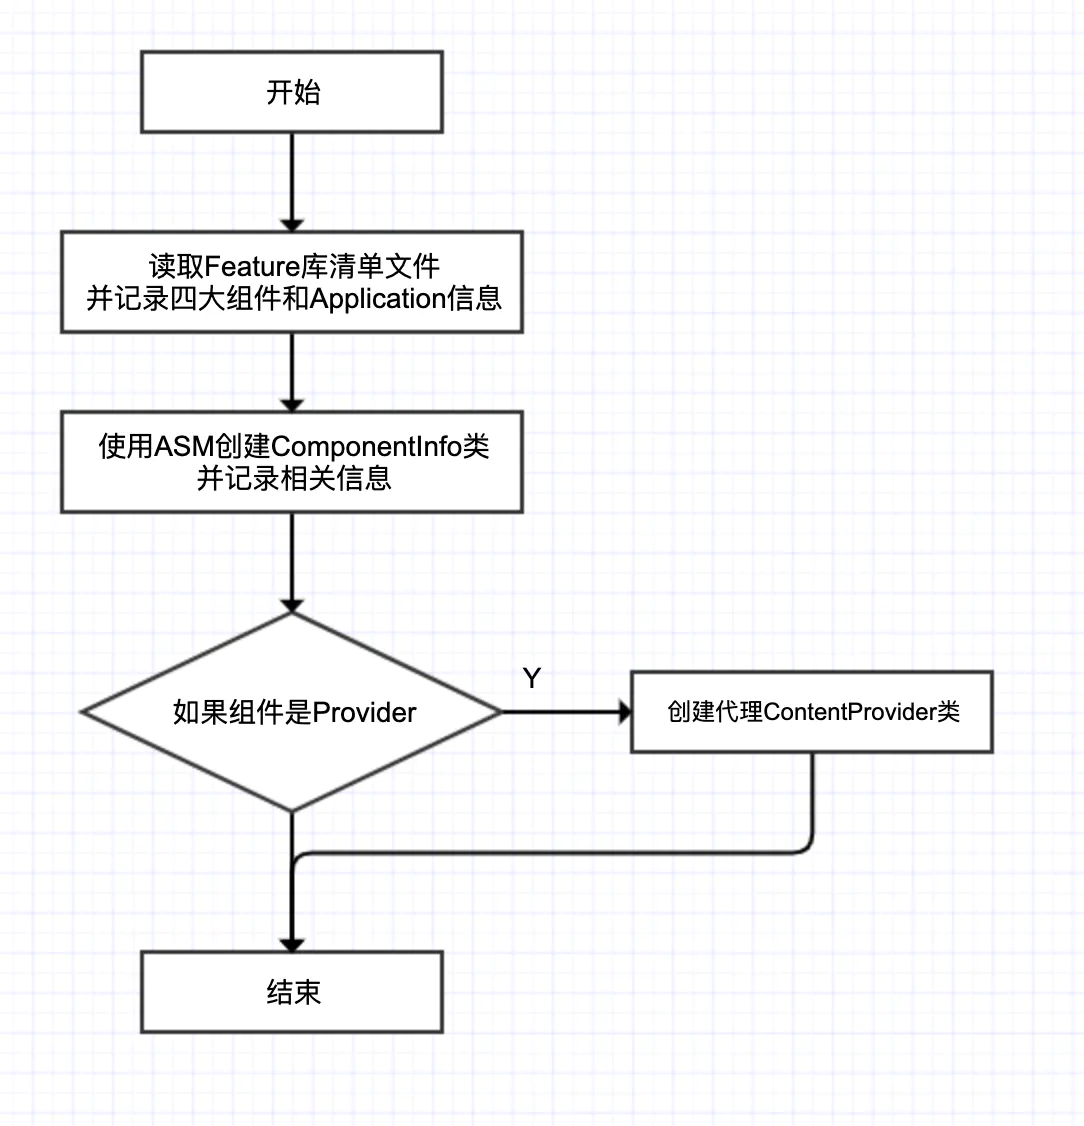 开始
读取Feature库清单文件
并记录四大组件和Application信息
使用ASM创建ComponentInfo类
并记录相关信息
如果组件是Provider
Y
创建代理ContentProvider类
结束